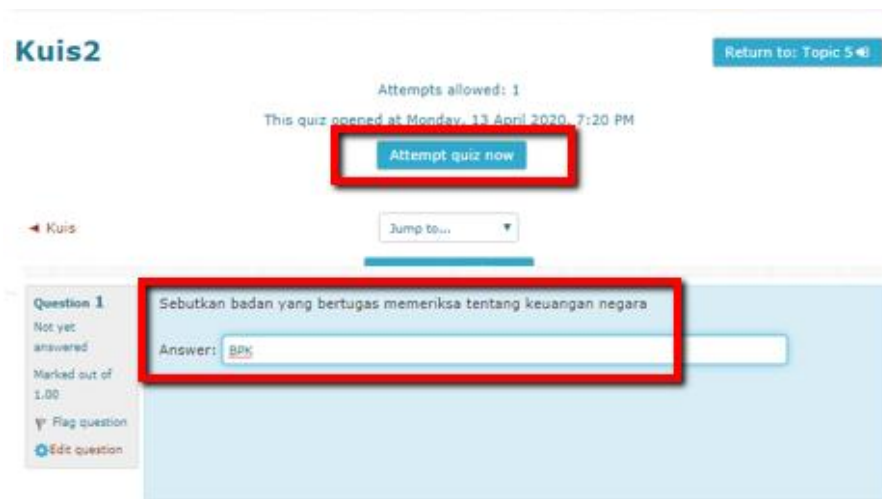 Kuis2
Return to: Topic 5
Attempts allowed: 1
This quiz opened at Monday, 13 April 2020, 7:20 PM
Attempt quiz now
◄ Kuis
Jump to...
Question 1
Not yet
answered
Marked out of
1.00
Flag question
Edit question
Sebutkan badan yang bertugas memeriksa tentang keuangan negara
Answer: BPK